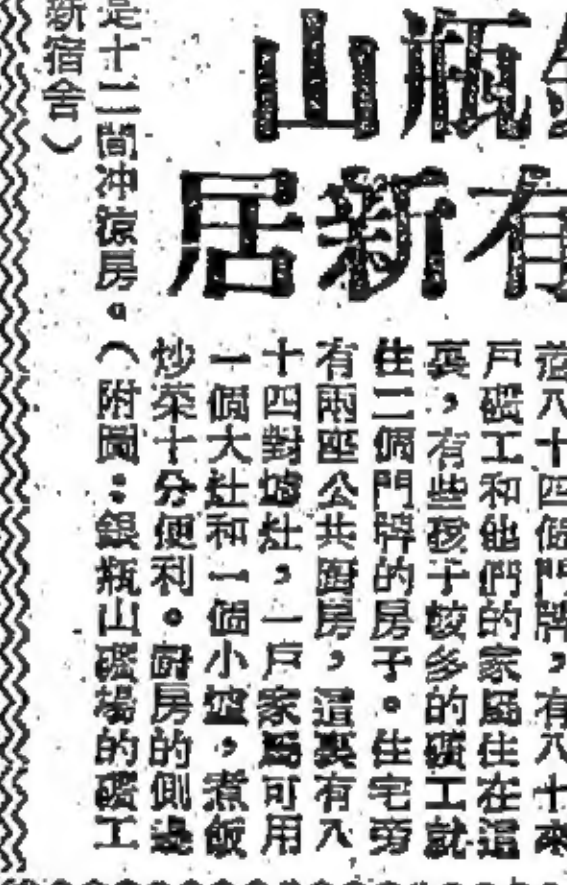 山瓶
居新有
八十四個門牌，有八十來
戶礦工和他們的家屬住在這
裏，有些孩子較多的礦工就
住二個門牌的房子。住宅旁
有兩座公共厨房，這裏有八
十四對爐灶，一戶家屬可用
一個大灶和一個小爐，煮飯
炒菜十分便利。厨房的側邊
是十二間冲凉房。（附圖：銀瓶山礦場的礦工
新宿舍）